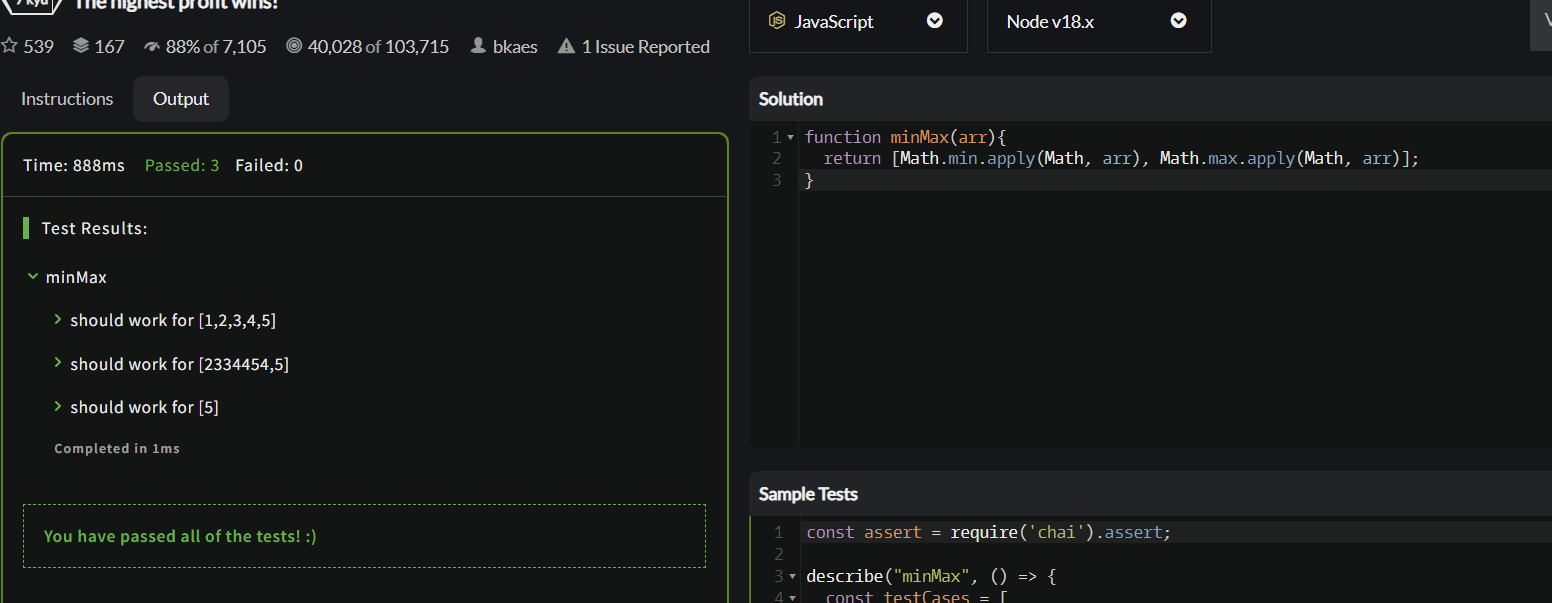 7 kyu The highest profit wins!
539 167 88% of 7,105 40,028 of 103,715 bkaes 1 Issue Reported
Instructions Output
Time: 888ms Passed: 3 Failed: 0
Test Results:
minMax
should work for [1,2,3,4,5]
should work for [2334454,5]
should work for [5]
Completed in 1ms
You have passed all of the tests! :)
JavaScript Node v18.x
Solution
1 function minMax(arr){
2 return [Math.min.apply(Math, arr), Math.max.apply(Math, arr)];
3 }
Sample Tests
1 const assert = require('chai').assert;
2
3 describe("minMax", () => {
4 const testCases = [